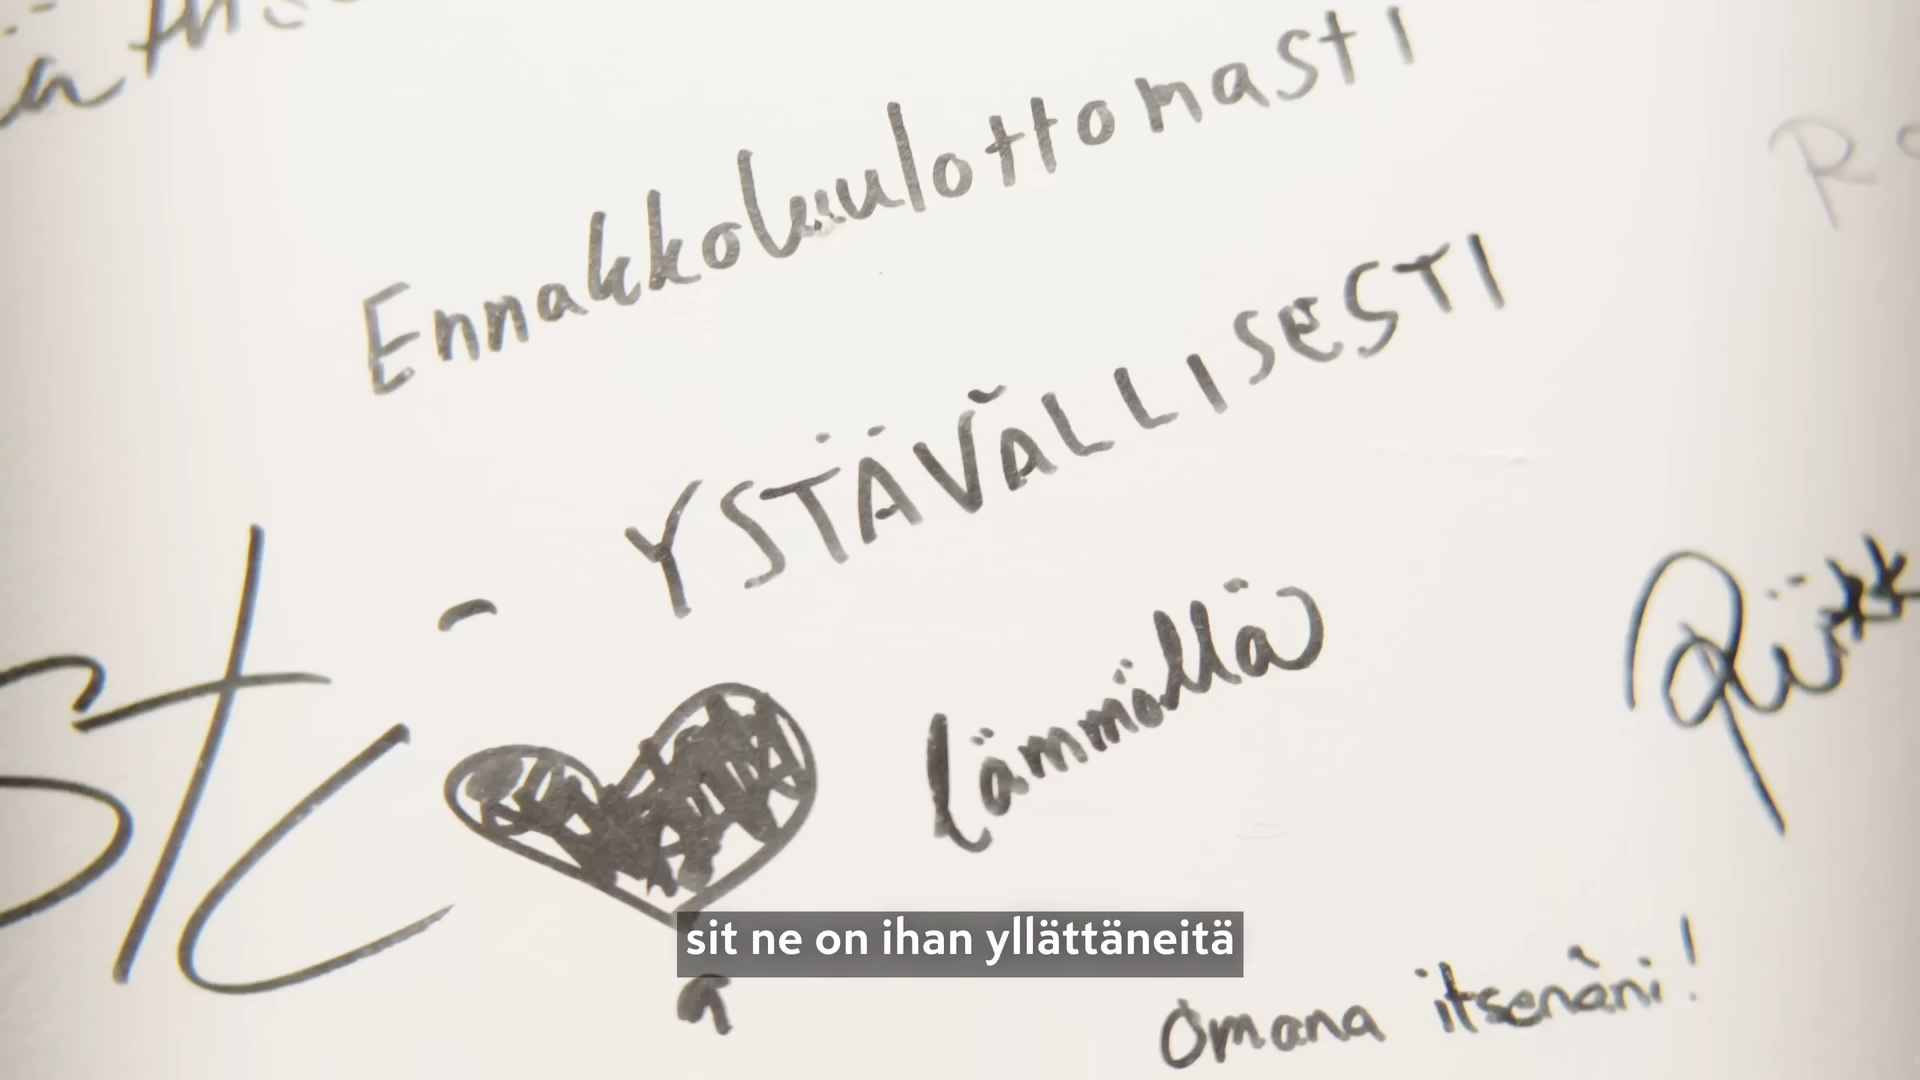 Ennakkoluulottomasti
- YSTÄVÄLLISESTI
lämmöllä
sit ne on ihan yllättäneitä
omana itsenäni!